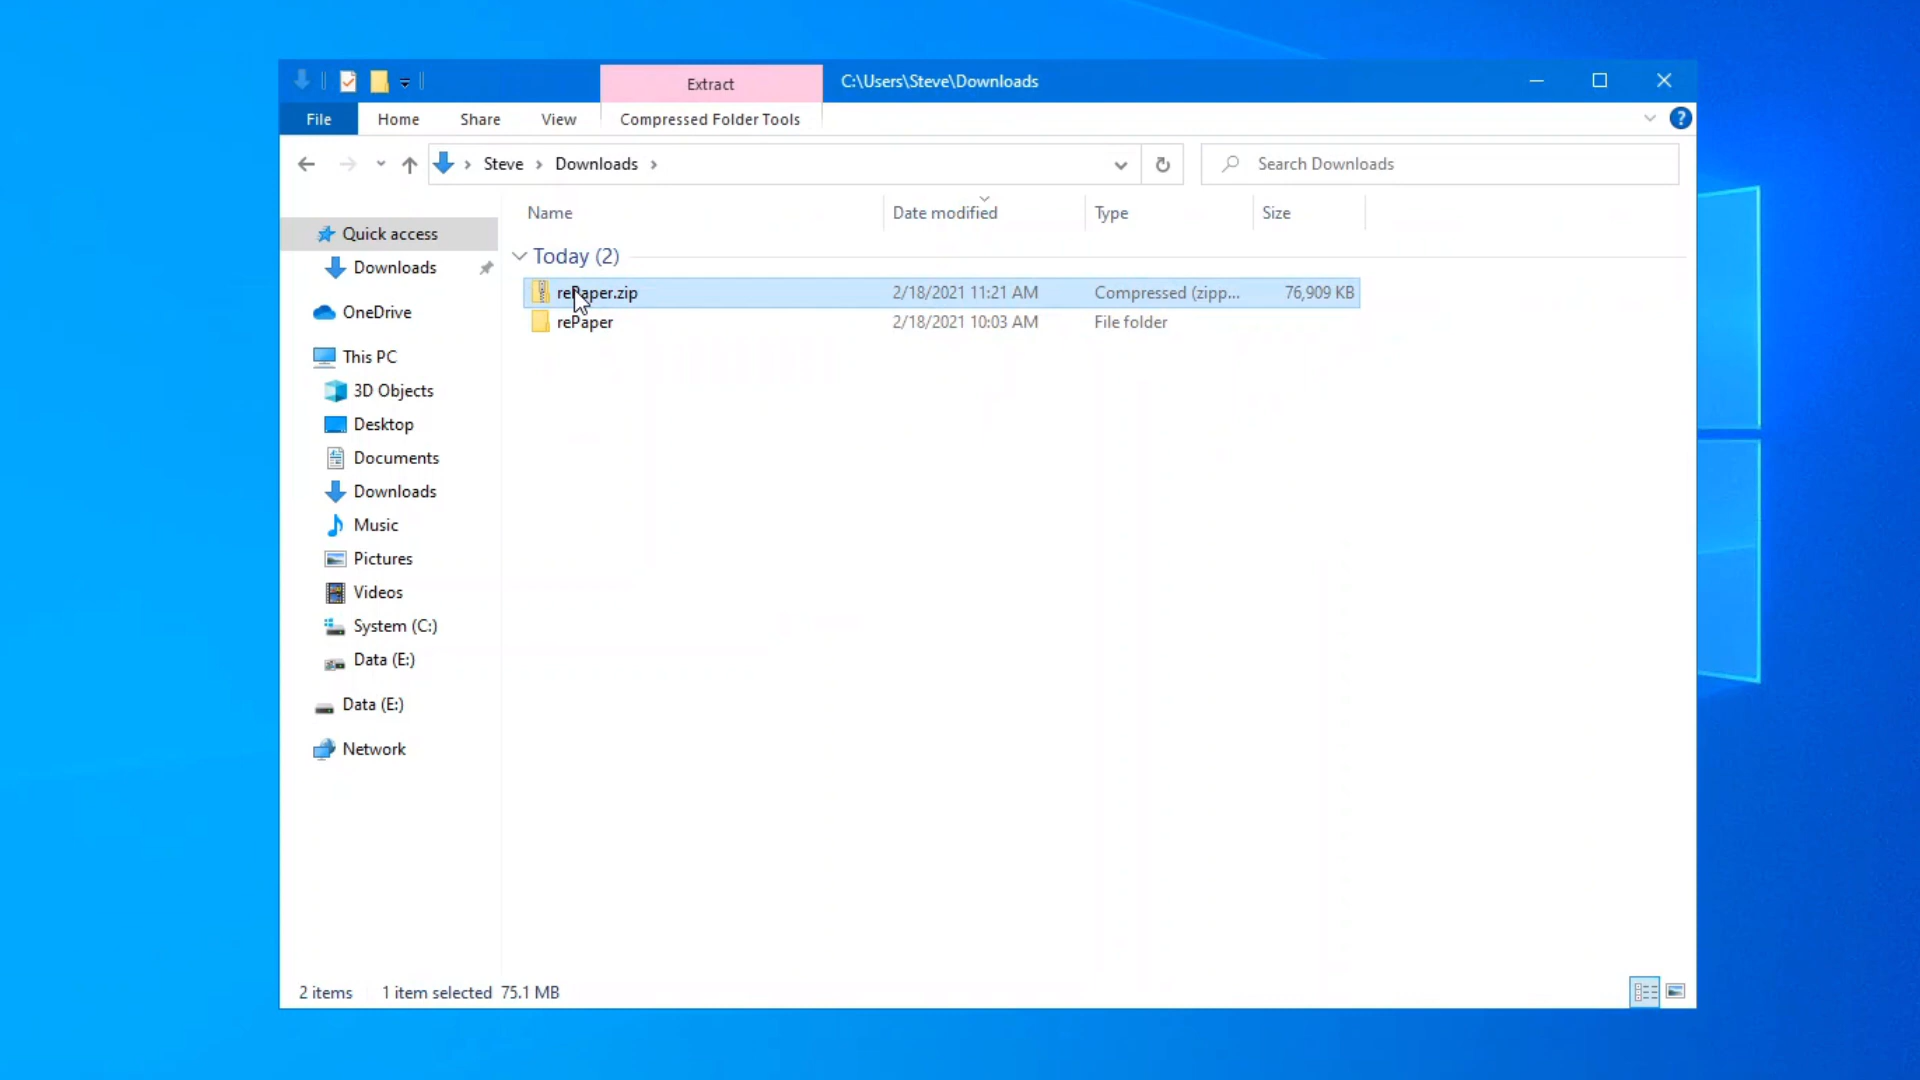 Extract
C:\Users\Steve\Downloads
File Home Share View Compressed Folder Tools
Steve Downloads
Search Downloads
Name Date modified Type Size
Quick access
Today (2)
Downloads
rePaper.zip 2/18/2021 11:21 AM Compressed (zipp... 76,909 KB
OneDrive
rePaper 2/18/2021 10:03 AM File folder
This PC
3D Objects
Desktop
Documents
Downloads
Music
Pictures
Videos
System (C:)
Data (E:)
Data (E:)
Network
2 items 1 item selected 75.1 MB